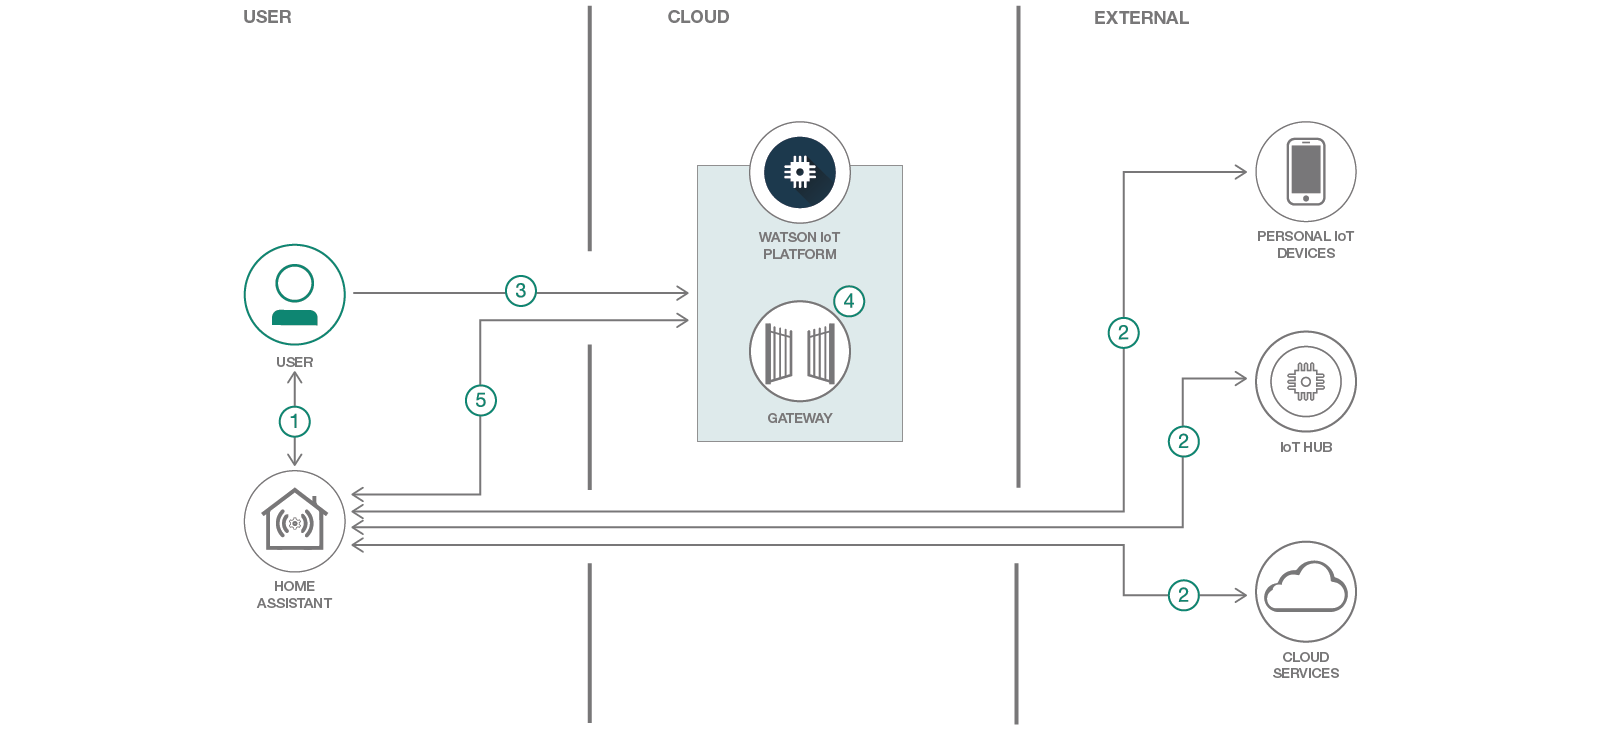 USER
CLOUD
EXTERNAL
WATSON IoT
PLATFORM
PERSONAL IoT
DEVICES
3
4
2
USER
1
5
GATEWAY
2
IoT HUB
HOME
ASSISTANT
2
CLOUD
SERVICES